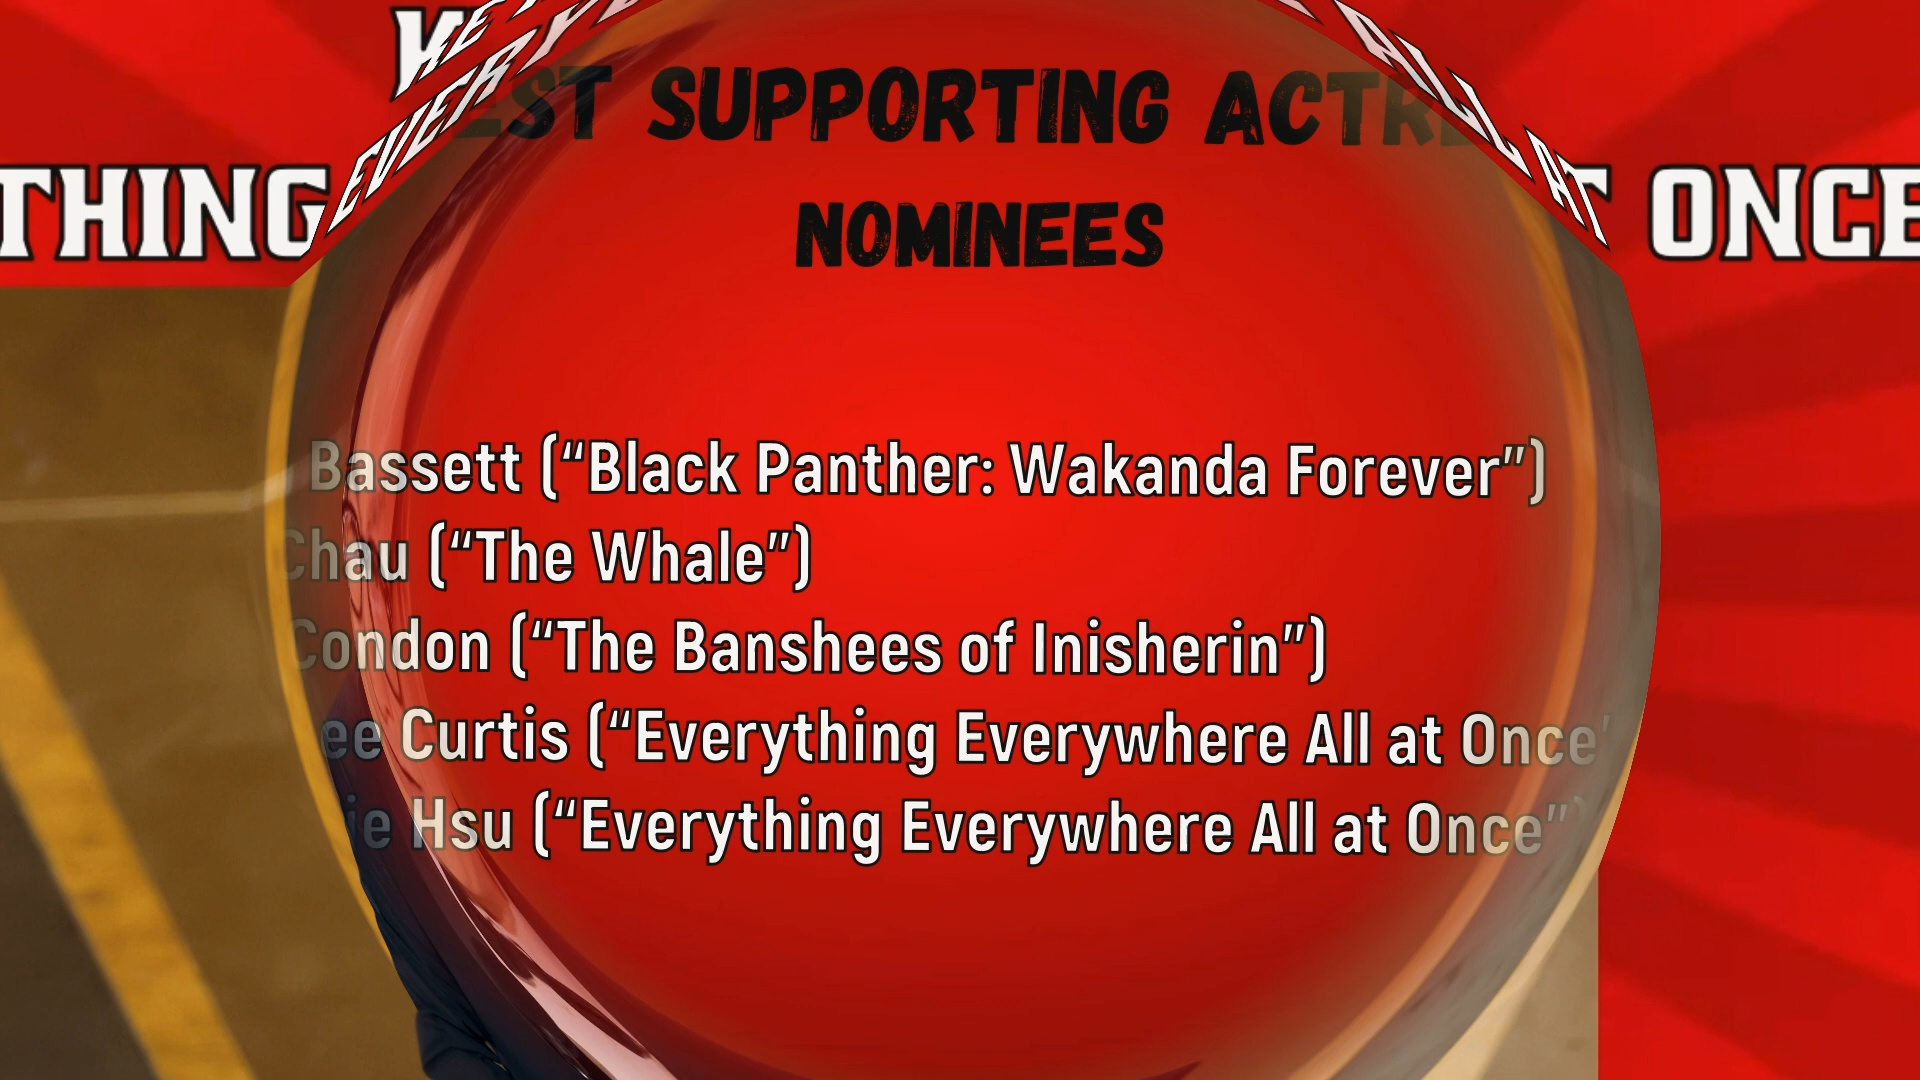 SUPPORTING
NOMINEES
THING
AT ONCE
Bassett (“Black Panther: Wakanda Forever”)
Chau (“The Whale”)
Condon (“The Banshees of Inisherin”)
Curtis (“Everything Everywhere All at Once”
Hsu (“Everything Everywhere All at Once”)